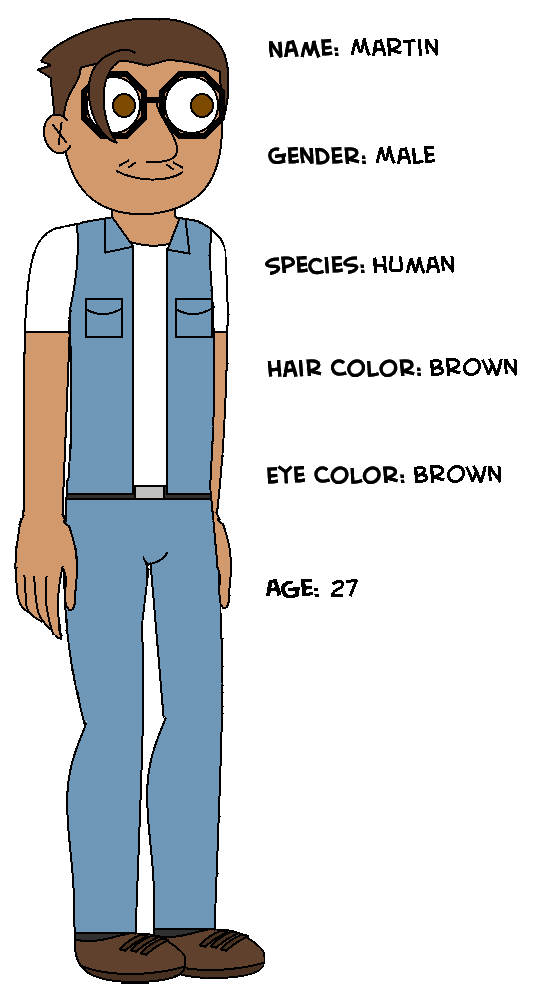 NAME: MARTIN
GENDER: MALE
SPECIES: HUMAN
HAIR COLOR: BROWN
EYE COLOR: BROWN
AGE: 27